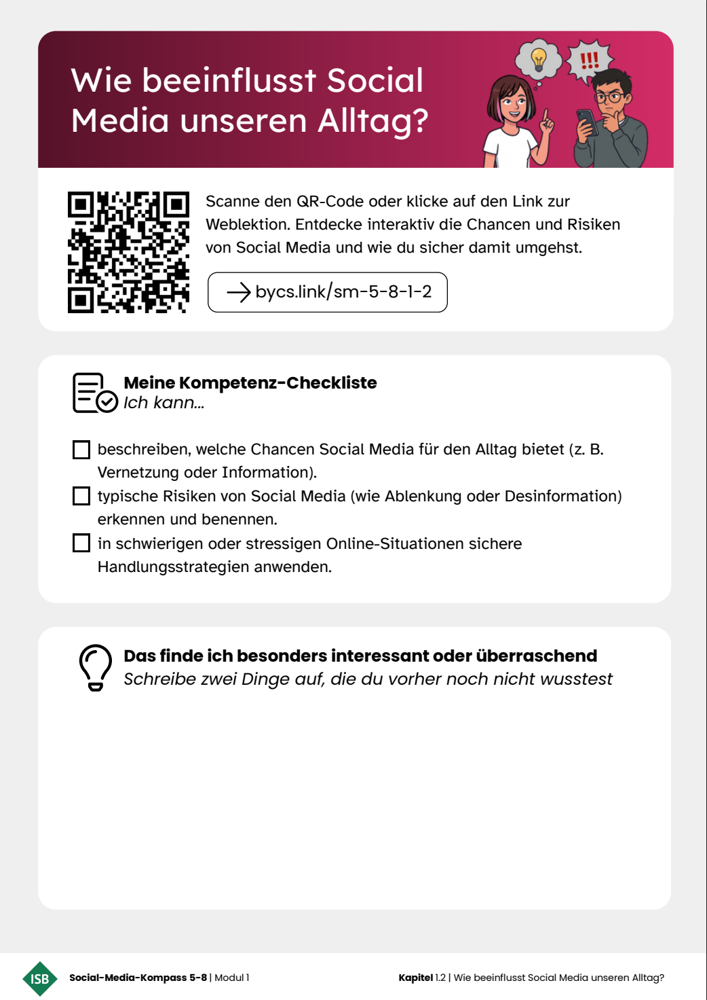 Wie beeinflusst Social
Media unseren Alltag?
!!!
Scanne den QR-Code oder klicke auf den Link zur
Weblektion. Entdecke interaktiv die Chancen und Risiken
von Social Media und wie du sicher damit umgehst.
→ bycs.link/sm-5-8-1-2
Meine Kompetenz-Checkliste
Ich kann...
beschreiben, welche Chancen Social Media für den Alltag bietet (z. B.
Vernetzung oder Information).
typische Risiken von Social Media (wie Ablenkung oder Desinformation)
erkennen und benennen.
in schwierigen oder stressigen Online-Situationen sichere
Handlungsstrategien anwenden.
Das finde ich besonders interessant oder überraschend
Schreibe zwei Dinge auf, die du vorher noch nicht wusstest
ISB
Social-Media-Kompass 5-8 | Modul 1
Kapitel 1.2 | Wie beeinflusst Social Media unseren Alltag?